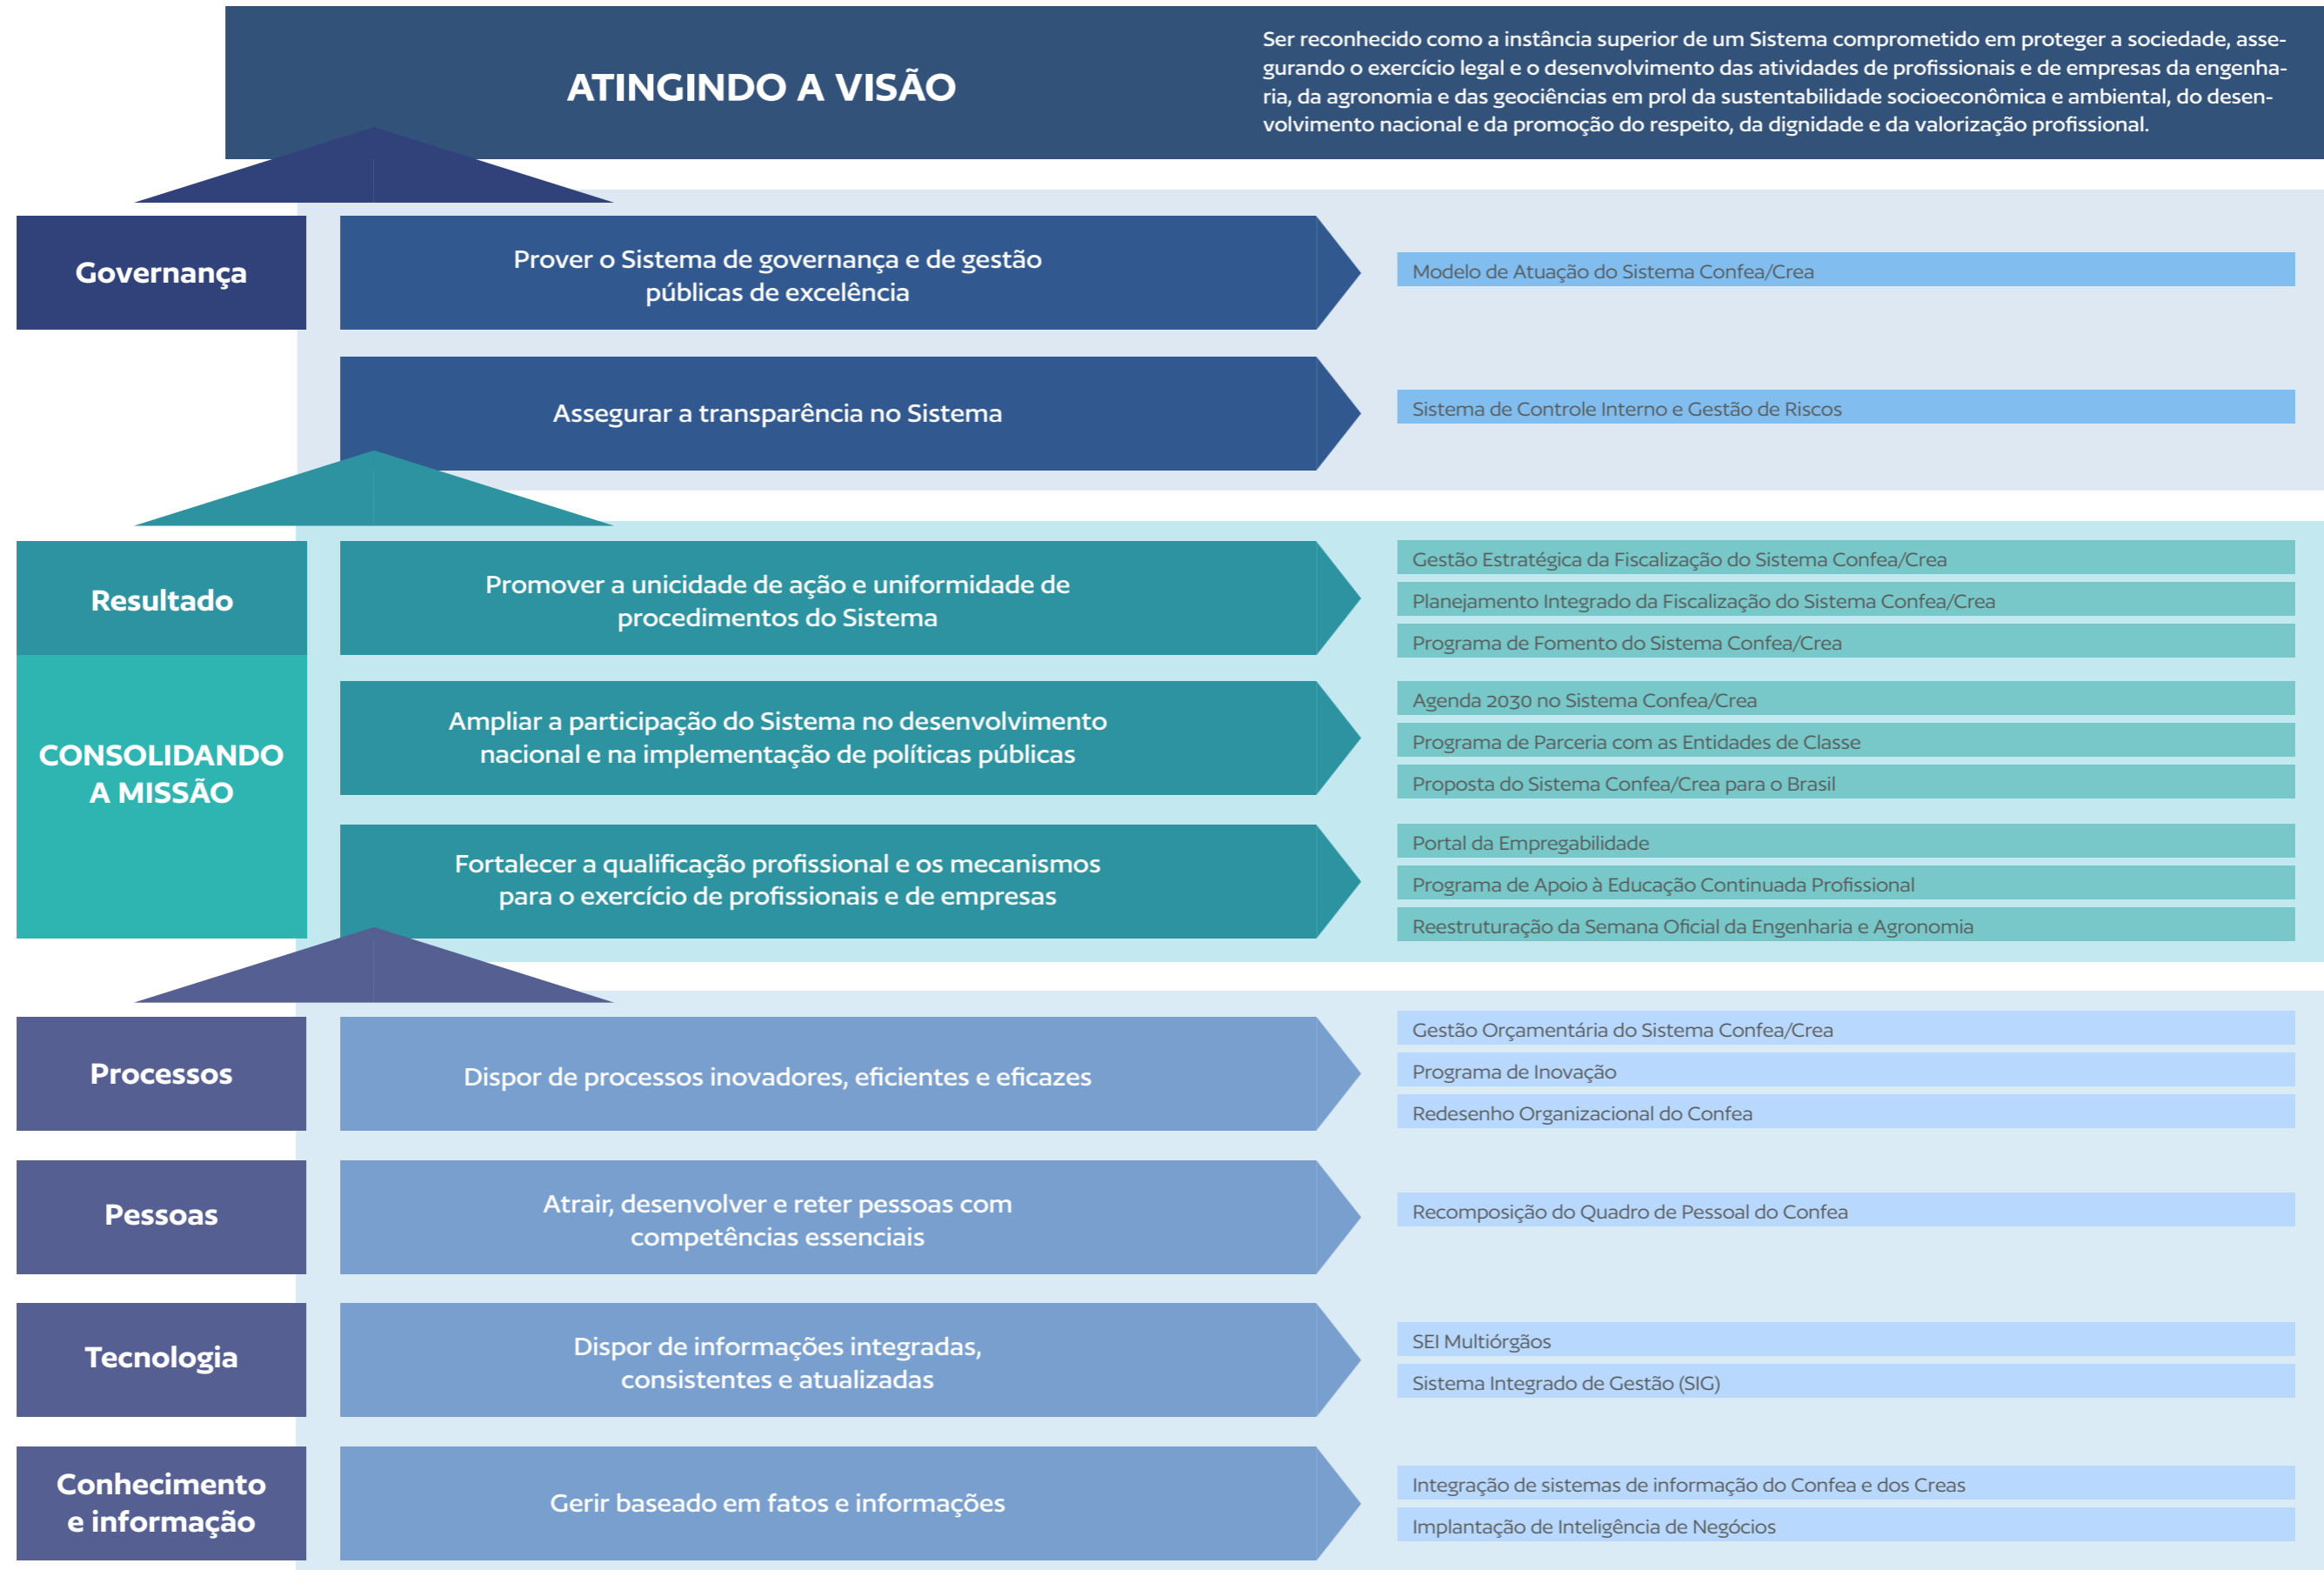 ATINGINDO A VISÃO
Ser reconhecido como a instância superior de um Sistema comprometido em proteger a sociedade, asse-
gurando o exercício legal e o desenvolvimento das atividades de profissionais e de empresas da engenha-
ria, da agronomia e das geociências em prol da sustentabilidade socioeconômica e ambiental, do desen-
volvimento nacional e da promoção do respeito, da dignidade e da valorização profissional.
Governança
Prover o Sistema de governança e de gestão
públicas de excelência
Modelo de Atuação do Sistema Confea/Crea
Assegurar a transparência no Sistema
Sistema de Controle Interno e Gestão de Riscos
Resultado
Promover a unicidade de ação e uniformidade de
procedimentos do Sistema
Gestão Estratégica da Fiscalização do Sistema Confea/Crea
Planejamento Integrado da Fiscalização do Sistema Confea/Crea
Programa de Fomento do Sistema Confea/Crea
CONSOLIDANDO
A MISSÃO
Ampliar a participação do Sistema no desenvolvimento
nacional e na implementação de políticas públicas
Agenda 2030 no Sistema Confea/Crea
Programa de Parceria com as Entidades de Classe
Proposta do Sistema Confea/Crea para o Brasil
Fortalecer a qualificação profissional e os mecanismos
para o exercício de profissionais e de empresas
Portal da Empregabilidade
Programa de Apoio à Educação Continuada Profissional
Reestruturação da Semana Oficial da Engenharia e Agronomia
Processos
Dispor de processos inovadores, eficientes e eficazes
Gestão Orçamentária do Sistema Confea/Crea
Programa de Inovação
Redesenho Organizacional do Confea
Pessoas
Atrair, desenvolver e reter pessoas com
competências essenciais
Recomposição do Quadro de Pessoal do Confea
Tecnologia
Dispor de informações integradas,
consistentes e atualizadas
SEI Multiórgãos
Sistema Integrado de Gestão (SIG)
Conhecimento
e informação
Gerir baseado em fatos e informações
Integração de sistemas de informação do Confea e dos Creas
Implantação de Inteligência de Negócios